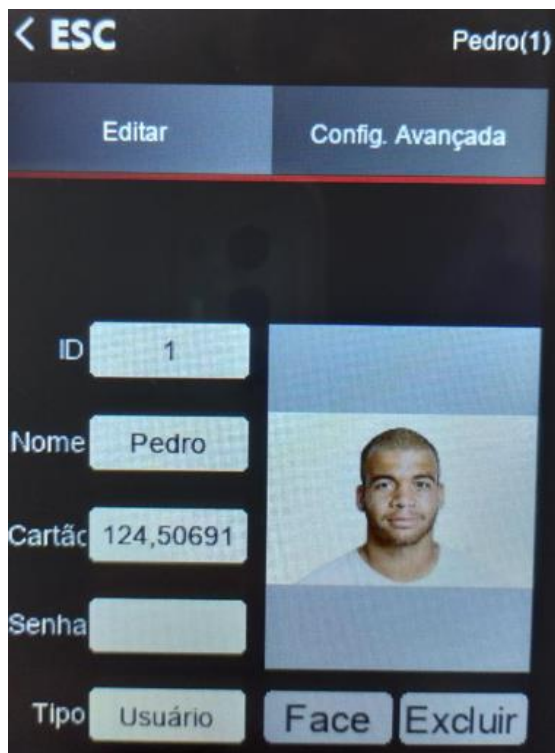 < ESC
Pedro(1)
Editar
Config. Avançada
ID 1
Nome Pedro
Cartão 124,50691
Senha
Tipo Usuário
Face Excluir